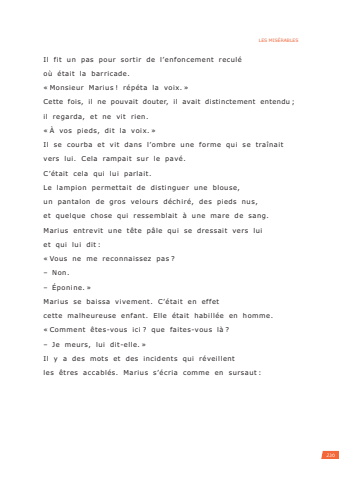 LES MISÉRABLES
Il fit un pas pour sortir de l'enfoncement reculé
où était la barricade.
« Monsieur Marius ! répéta la voix. »
Cette fois, il ne pouvait douter, il avait distinctement entendu ;
il regarda, et ne vit rien.
« À vos pieds, dit la voix. »
Il se courba et vit dans l'ombre une forme qui se traînait
vers lui. Cela rampait sur le pavé.
C'était cela qui lui parlait.
Le lampion permettait de distinguer une blouse,
un pantalon de gros velours déchiré, des pieds nus,
et quelque chose qui ressemblait à une mare de sang.
Marius entrevit une tête pâle qui se dressait vers lui
et qui lui dit :
« Vous ne me reconnaissez pas ?
– Non.
– Éponine. »
Marius se baissa vivement. C'était en effet
cette malheureuse enfant. Elle était habillée en homme.
« Comment êtes-vous ici ? que faites-vous là ?
– Je meurs, lui dit-elle. »
Il y a des mots et des incidents qui réveillent
les êtres accablés. Marius s'écria comme en sursaut :
230